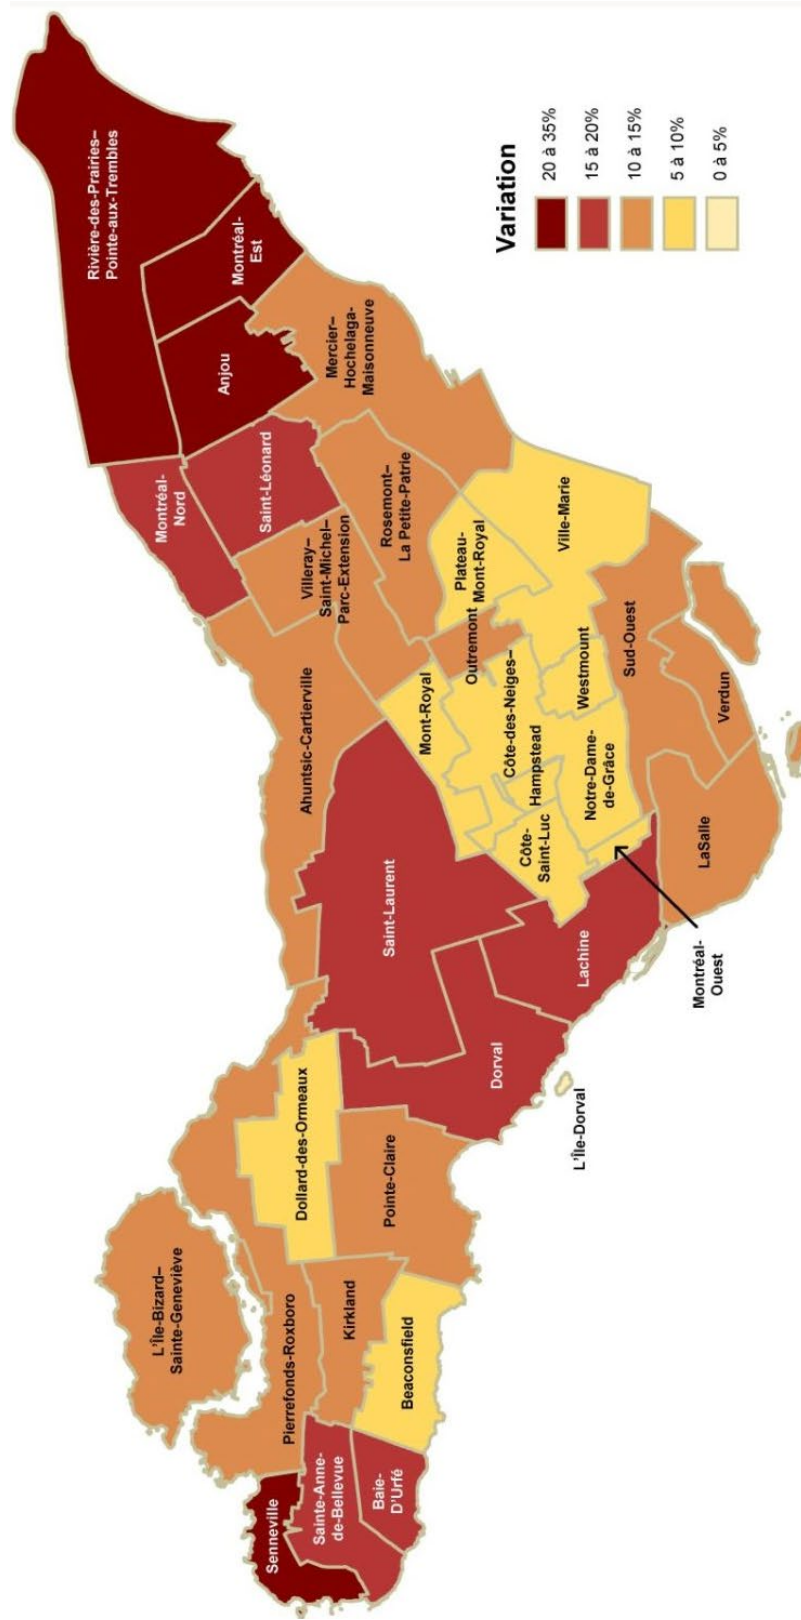 Rivière-des-Prairies–
Pointe-aux-Trembles
Montréal-
Est
Anjou
Mercier–
Hochelaga-
Maisonneuve
Montréal-
Nord
Saint-Léonard
Villeray–
Saint-Michel–
Parc-Extension
Rosemont–
La Petite-Patrie
Plateau-
Mont-Royal
Ville-Marie
Ahuntsic-Cartierville
Mont-Royal
Outremont
Côte-des-Neiges–
Westmount
Sud-Ouest
Hampstead
Notre-Dame-
de-Grâce
Côte-
Saint-Luc
Verdun
LaSalle
Saint-Laurent
Lachine
Montréal-
Ouest
Dorval
L'Île-Dorval
Dollard-des-Ormeaux
Pointe-Claire
L'Île-Bizard–
Sainte-Geneviève
Pierrefonds-Roxboro
Kirkland
Beaconsfield
Senneville
Sainte-Anne-
de-Bellevue
Baie-
D'Urfé
Variation
20 à 35%
15 à 20%
10 à 15%
5 à 10%
0 à 5%